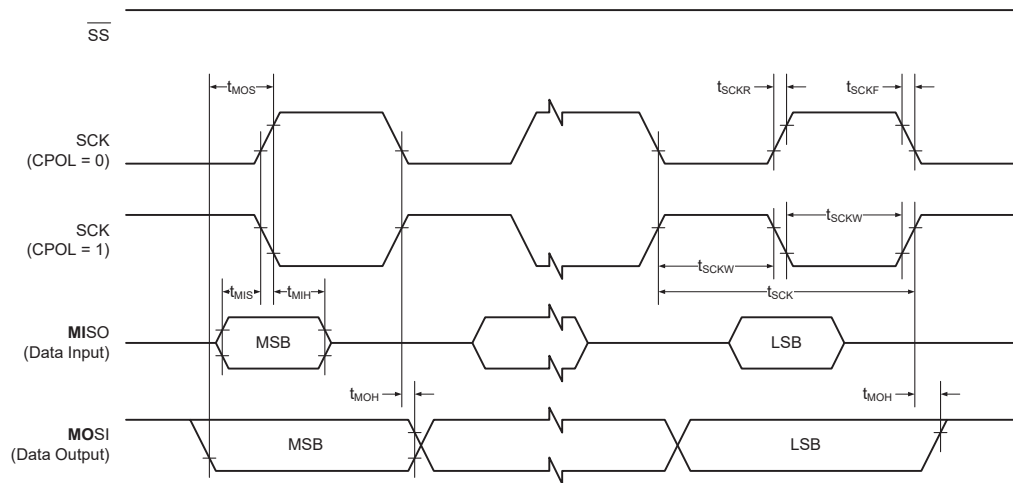 SS
tMOS
tSCKR
tSCKF
SCK
(CPOL = 0)
SCK
(CPOL = 1)
tSCKW
tSCKW
tSCK
tMIS
tMIH
MISO
(Data Input)
MSB
LSB
tMOH
tMOH
MOSI
(Data Output)
MSB
LSB